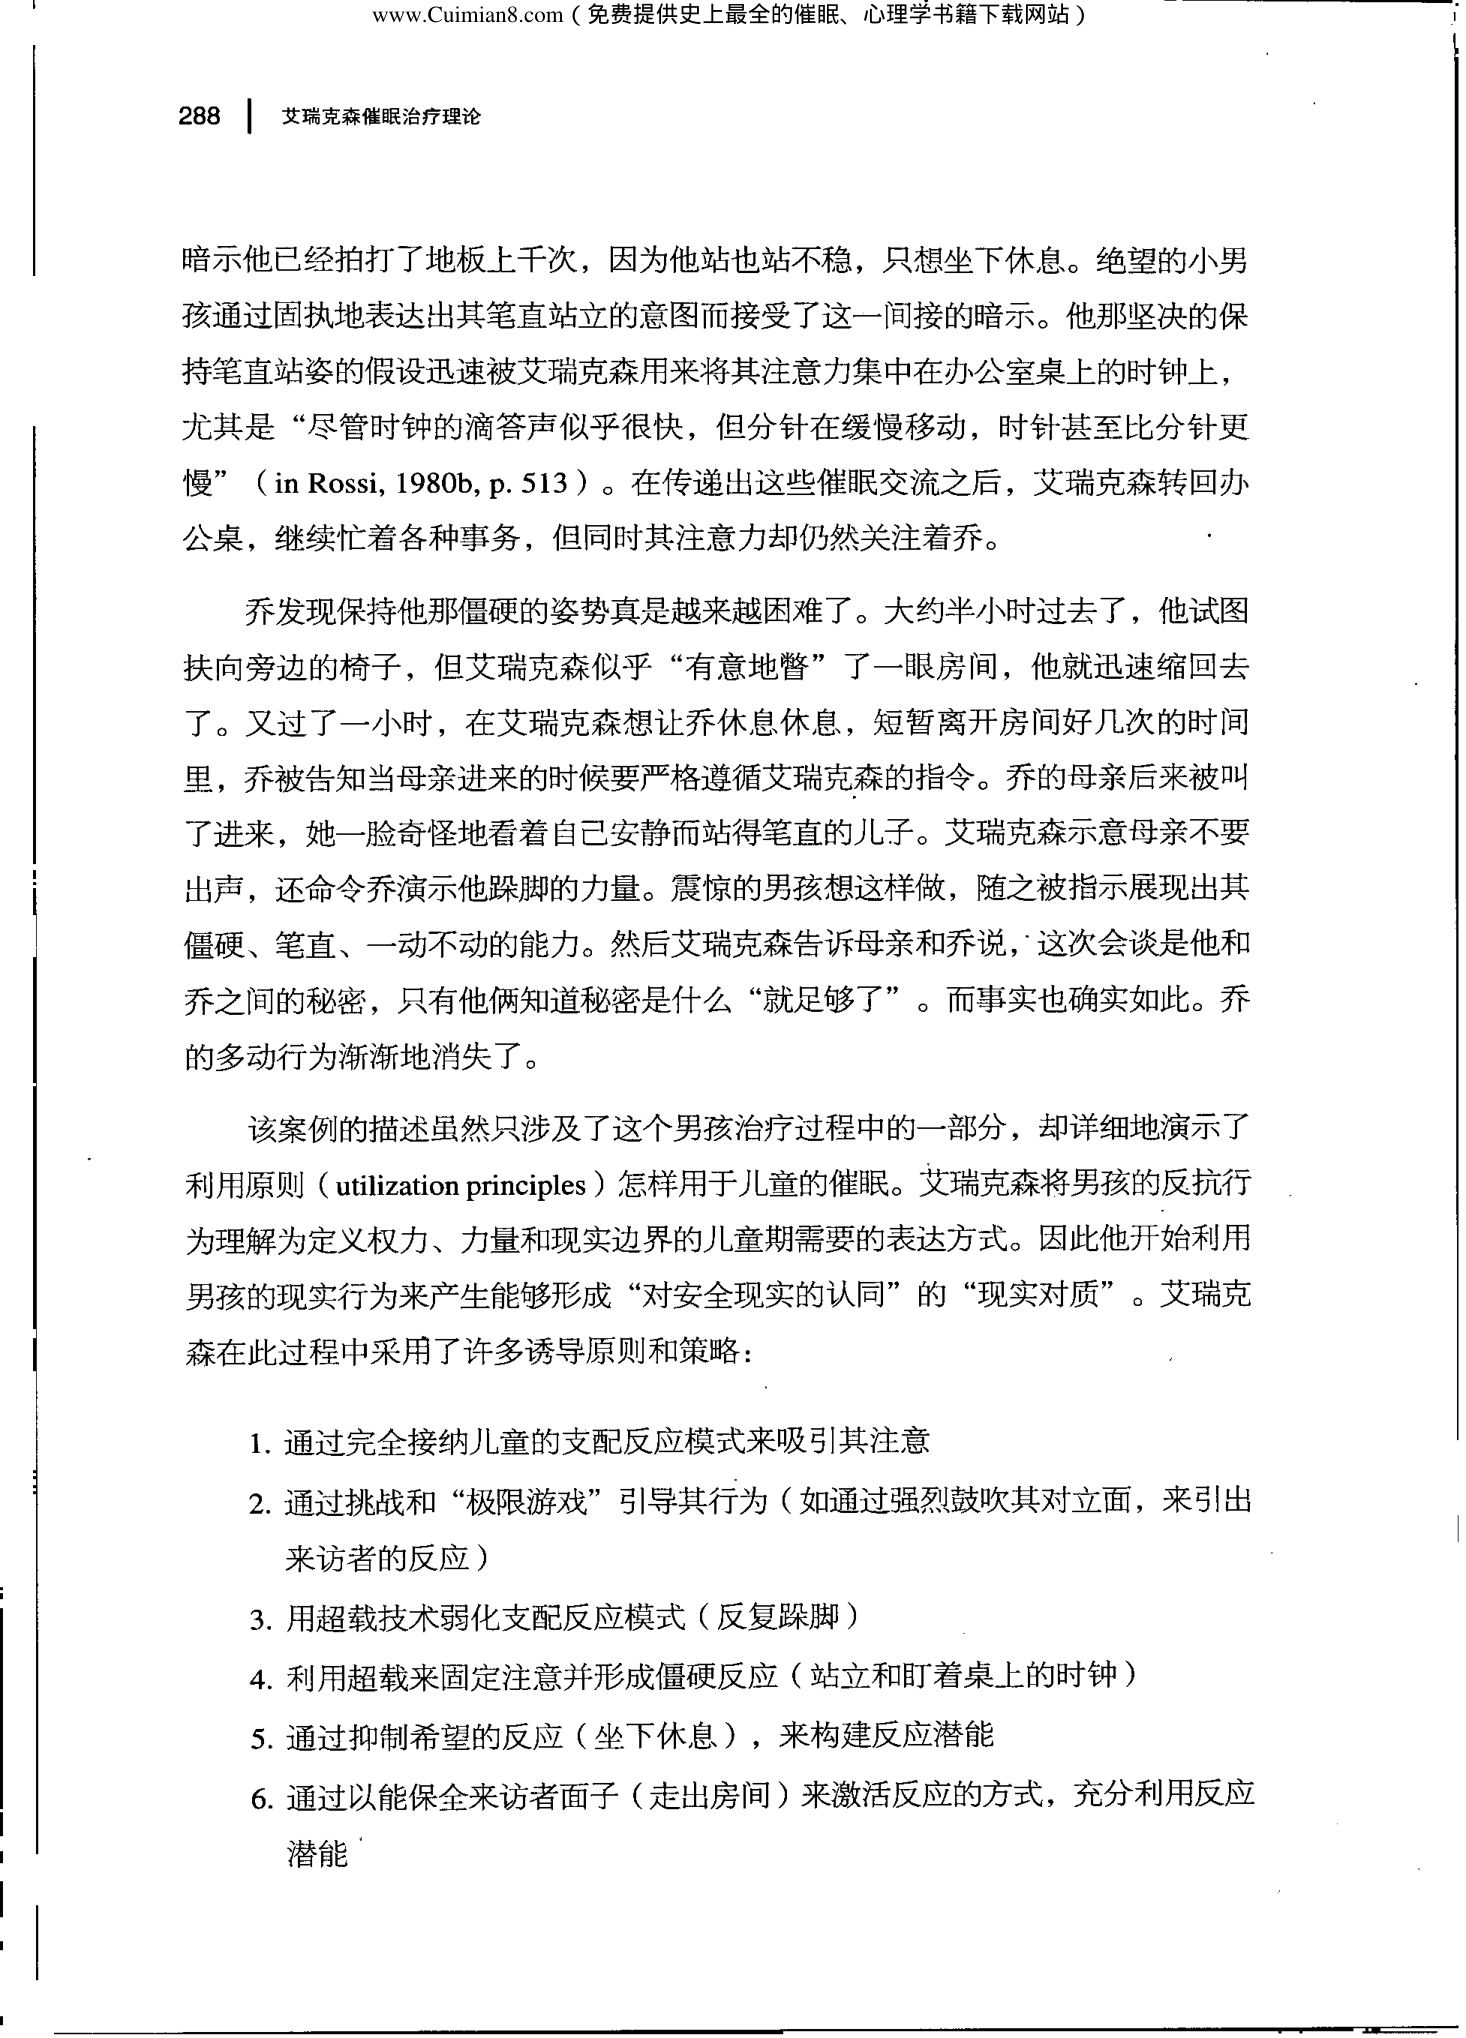 www.Cuimian8.com（免费提供史上最全的催眠、心理学书籍下载网站）
288 | 艾瑞克森催眠治疗理论
暗示他已经拍打了地板上千次，因为他站也站不稳，只想坐下休息。绝望的小男
孩通过固执地表达出其笔直站立的意图而接受了这一间接的暗示。他那坚决的保
持笔直站姿的假设迅速被艾瑞克森用来将其注意力集中在办公室桌上的时钟上，
尤其是“尽管时钟的滴答声似乎很快，但分针在缓慢移动，时针甚至比分针更
慢”（in Rossi, 1980b, p. 513）。在传递出这些催眠交流之后，艾瑞克森转回办
公桌，继续忙着各种事务，但同时其注意力却仍然关注着乔。
乔发现保持他那僵硬的姿势真是越来越困难了。大约半小时过去了，他试图
扶向旁边的椅子，但艾瑞克森似乎“有意地瞥”了一眼房间，他就迅速缩回去
了。又过了一小时，在艾瑞克森想让乔休息休息，短暂离开房间好几次的时间
里，乔被告知当母亲进来的时候要严格遵循艾瑞克森的指令。乔的母亲后来被叫
了进来，她一脸奇怪地看着自己安静而站得笔直的儿子。艾瑞克森示意母亲不要
出声，还命令乔演示他跺脚的力量。震惊的男孩想这样做，随之被指示展现出其
僵硬、笔直、一动不动的能力。然后艾瑞克森告诉母亲和乔说，这次会谈是他和
乔之间的秘密，只有他俩知道秘密是什么“就足够了”。而事实也确实如此。乔
的多动行为渐渐地消失了。
该案例的描述虽然只涉及了这个男孩治疗过程中的一部分，却详细地演示了
利用原则（utilization principles）怎样用于儿童的催眠。艾瑞克森将男孩的反抗行
为理解为定义权力、力量和现实边界的儿童期需要的表达方式。因此他开始利用
男孩的现实行为来产生能够形成“对安全现实的认同”的“现实对质”。艾瑞克
森在此过程中采用了许多诱导原则和策略：
1. 通过完全接纳儿童的支配反应模式来吸引其注意
2. 通过挑战和“极限游戏”引导其行为（如通过强烈鼓吹其对立面，来引出
来访者的反应）
3. 用超载技术弱化支配反应模式（反复跺脚）
4. 利用超载来固定注意并形成僵硬反应（站立和盯着桌上的时钟）
5. 通过抑制希望的反应（坐下休息），来构建反应潜能
6. 通过以能保全来访者面子（走出房间）来激活反应的方式，充分利用反应
潜能